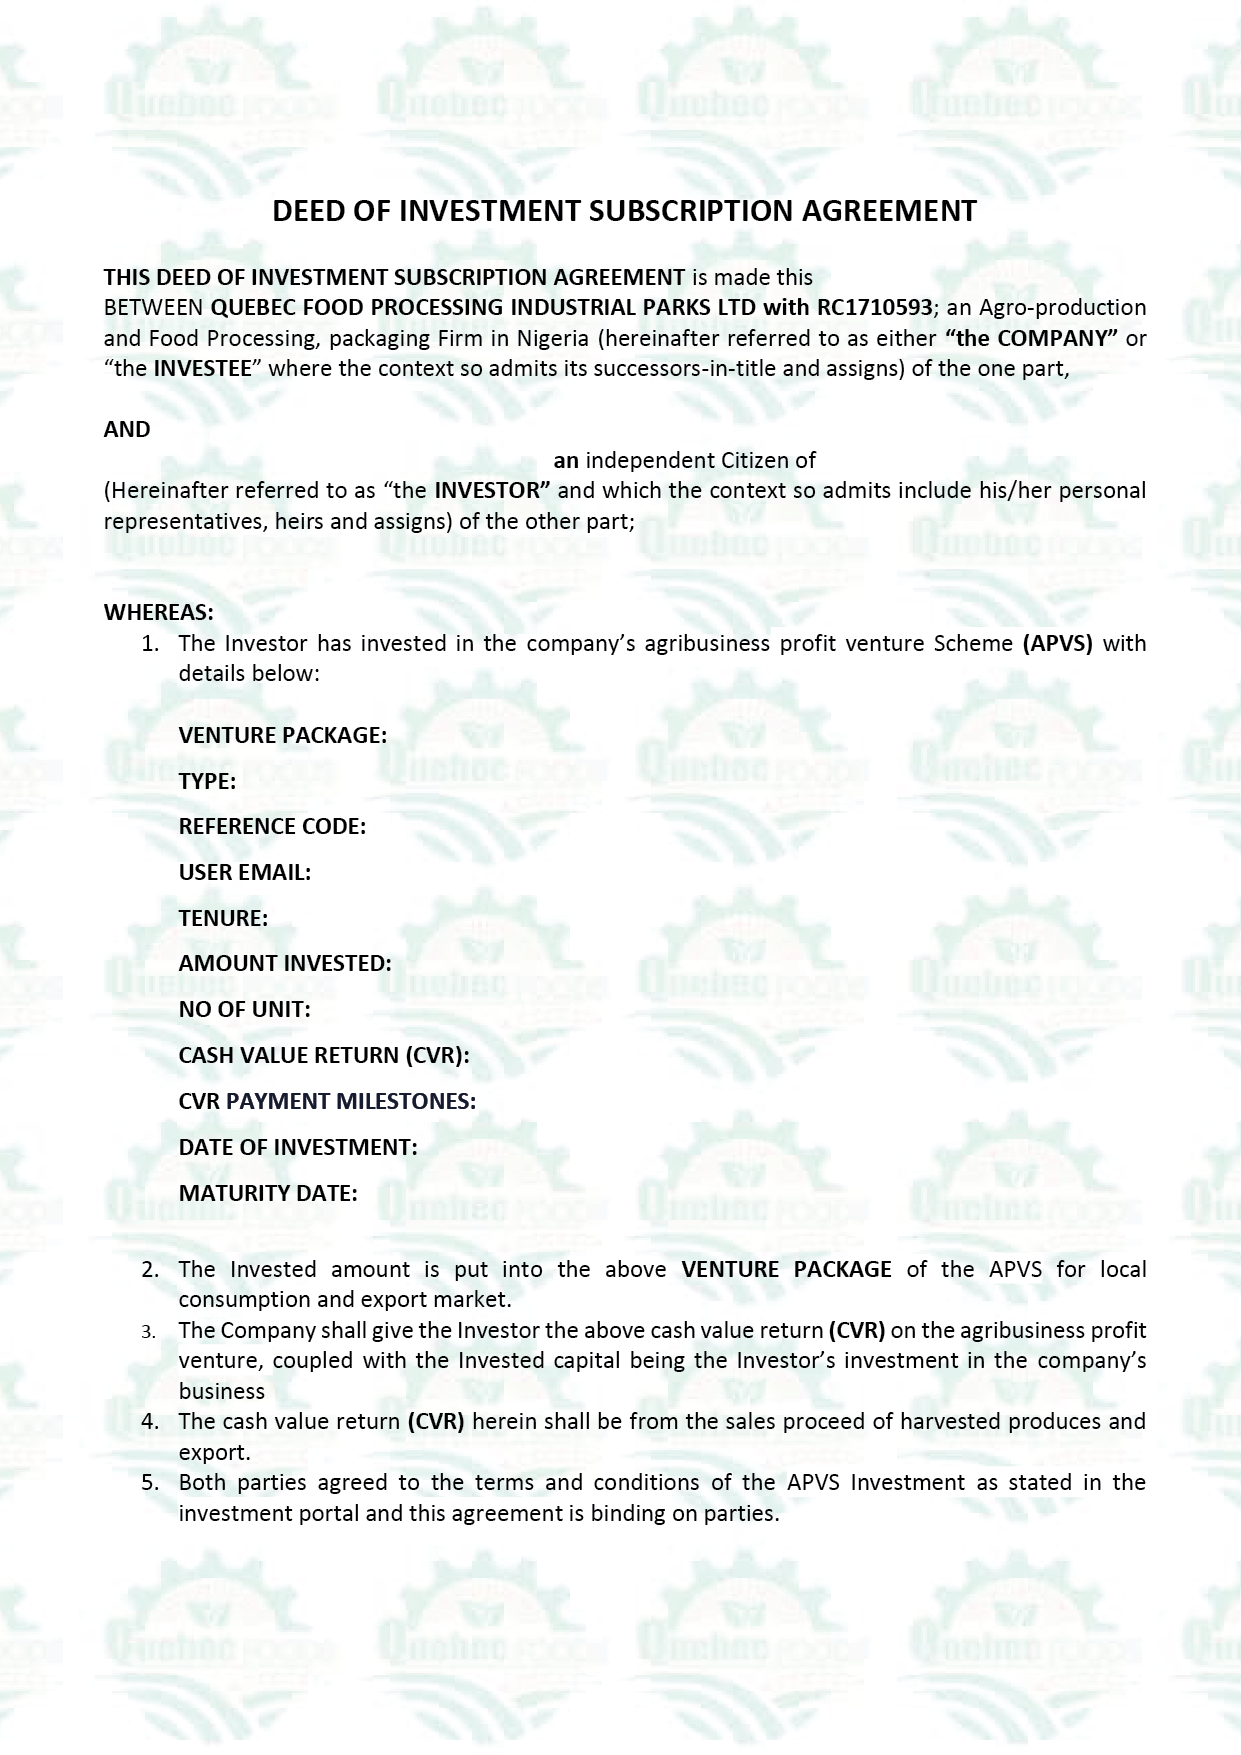 DEED OF INVESTMENT SUBSCRIPTION AGREEMENT
THIS DEED OF INVESTMENT SUBSCRIPTION AGREEMENT is made this
BETWEEN QUEBEC FOOD PROCESSING INDUSTRIAL PARKS LTD with RC1710593; an Agro-production
and Food Processing, packaging Firm in Nigeria (hereinafter referred to as either “the COMPANY” or
“the INVESTEE” where the context so admits its successors-in-title and assigns) of the one part,
AND
an independent Citizen of
(Hereinafter referred to as “the INVESTOR” and which the context so admits include his/her personal
representatives, heirs and assigns) of the other part;
WHEREAS:
1. The Investor has invested in the company’s agribusiness profit venture Scheme (APVS) with
details below:
VENTURE PACKAGE:
TYPE:
REFERENCE CODE:
USER EMAIL:
TENURE:
AMOUNT INVESTED:
NO OF UNIT:
CASH VALUE RETURN (CVR):
CVR PAYMENT MILESTONES:
DATE OF INVESTMENT:
MATURITY DATE:
2. The Invested amount is put into the above VENTURE PACKAGE of the APVS for local
consumption and export market.
3. The Company shall give the Investor the above cash value return (CVR) on the agribusiness profit
venture, coupled with the Invested capital being the Investor’s investment in the company’s
business
4. The cash value return (CVR) herein shall be from the sales proceed of harvested produces and
export.
5. Both parties agreed to the terms and conditions of the APVS Investment as stated in the
investment portal and this agreement is binding on parties.